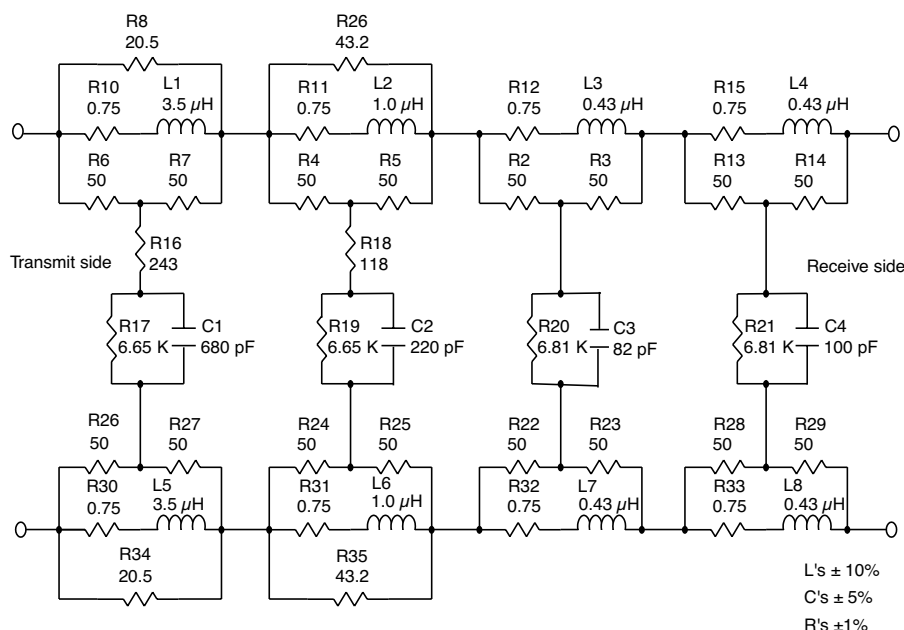 R8
20.5
R26
43.2
R10
0.75
L1
3.5 µH
R11
0.75
L2
1.0 µH
R12
0.75
L3
0.43 µH
R15
0.75
L4
0.43 µH
R6
50
R7
50
R4
50
R5
50
R2
50
R3
50
R13
50
R14
50
Transmit side
R16
243
R18
118
Receive side
R17
6.65 K
C1
680 pF
R19
6.65 K
C2
220 pF
R20
6.81 K
C3
82 pF
R21
6.81 K
C4
100 pF
R26
50
R27
50
R24
50
R25
50
R22
50
R23
50
R28
50
R29
50
R30
0.75
L5
3.5 µH
R31
0.75
L6
1.0 µH
R32
0.75
L7
0.43 µH
R33
0.75
L8
0.43 µH
R34
20.5
R35
43.2
L's ± 10%
C's ± 5%
R's ±1%